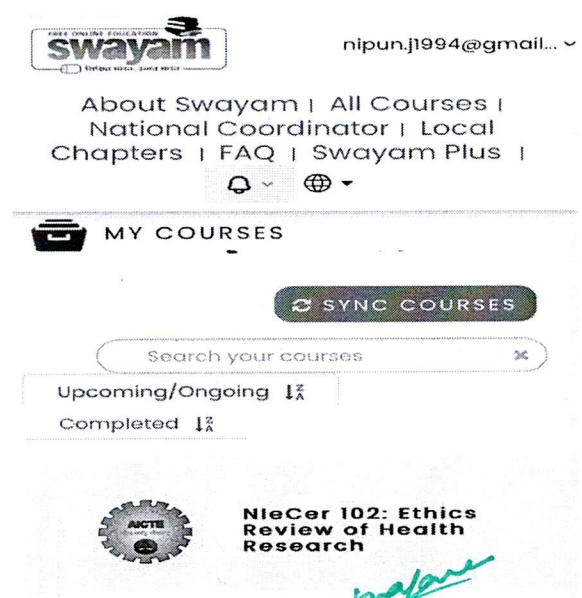 FREE ONLINE EDUCATION
swayam
nipun.j1994@gmail...
About Swayam | All Courses |
National Coordinator | Local
Chapters | FAQ | Swayam Plus |
MY COURSES
SYNC COURSES
Search your courses
Upcoming/Ongoing
Completed
AICTE
NIeCer 102: Ethics
Review of Health
Research